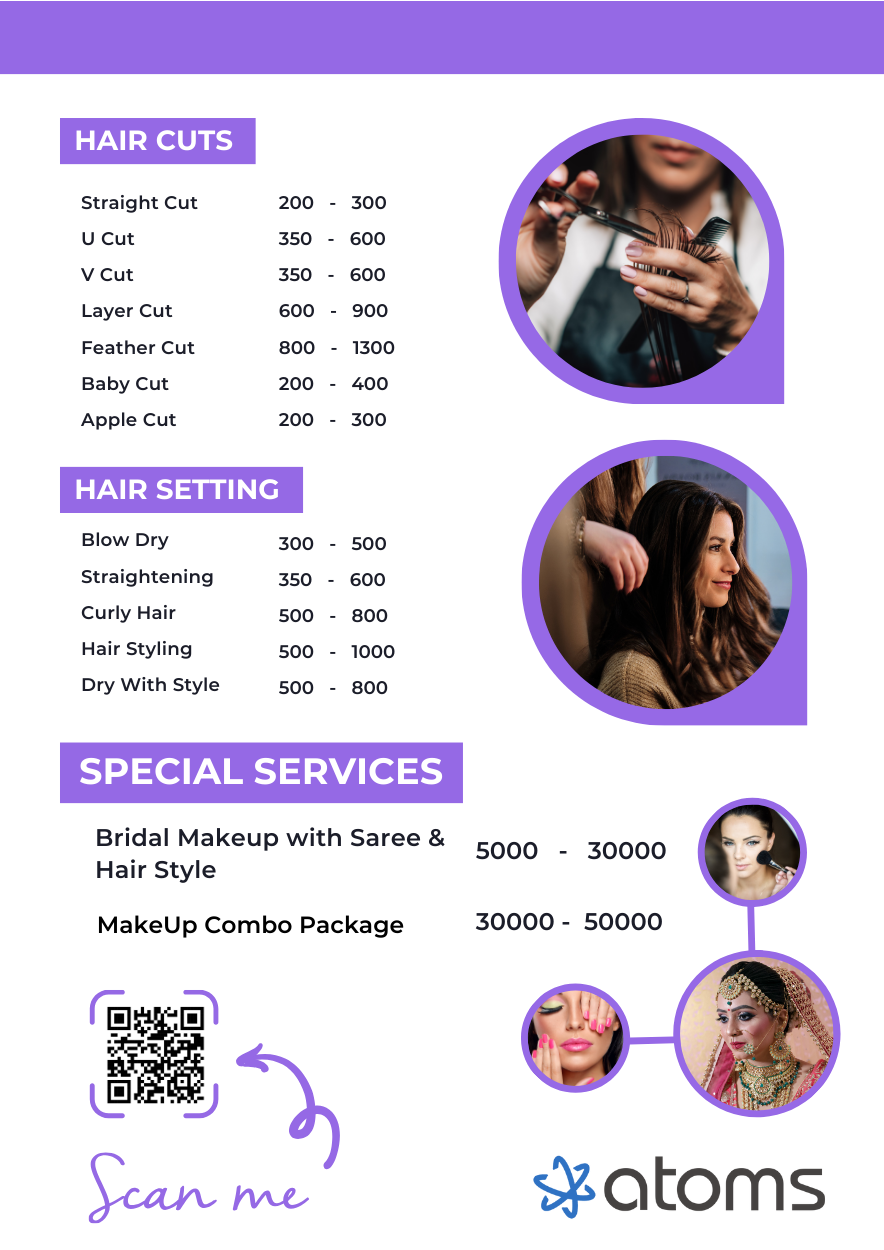 HAIR CUTS
Straight Cut 200 - 300
U Cut 350 - 600
V Cut 350 - 600
Layer Cut 600 - 900
Feather Cut 800 - 1300
Baby Cut 200 - 400
Apple Cut 200 - 300
HAIR SETTING
Blow Dry 300 - 500
Straightening 350 - 600
Curly Hair 500 - 800
Hair Styling 500 - 1000
Dry With Style 500 - 800
SPECIAL SERVICES
Bridal Makeup with Saree &
Hair Style 5000 - 30000
MakeUp Combo Package 30000 - 50000
Scan me
atoms